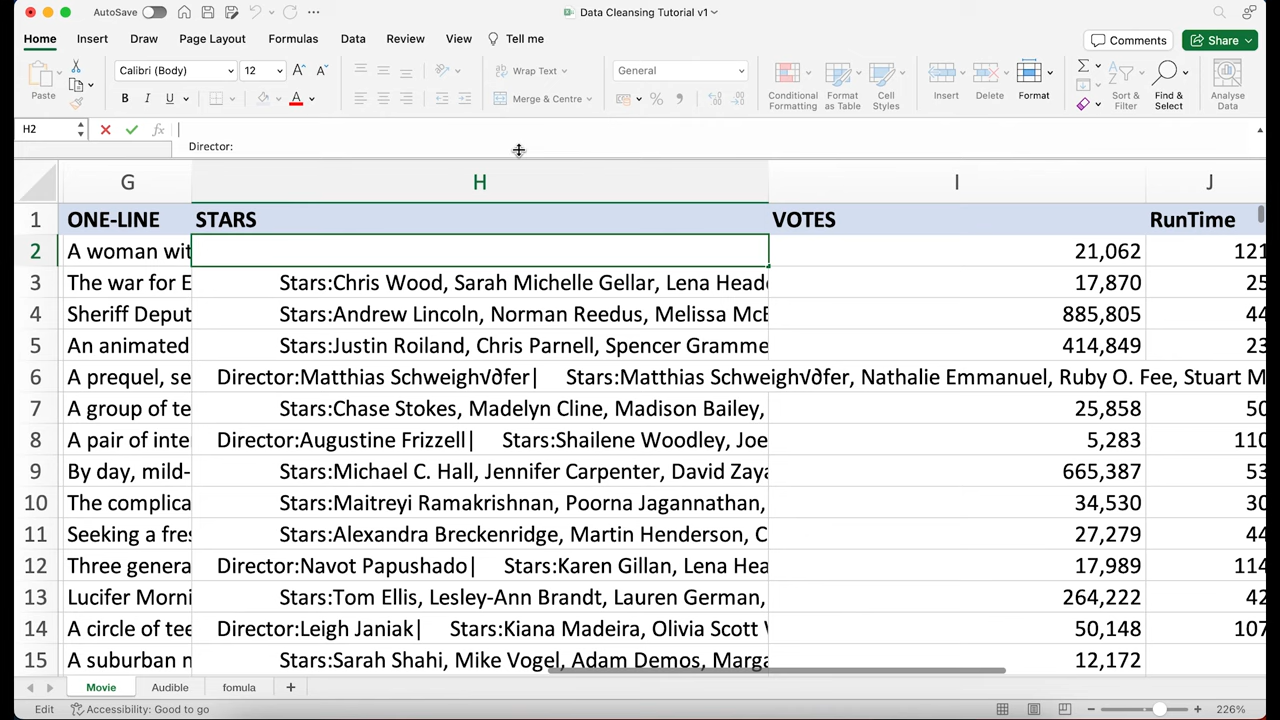 AutoSave
Data Cleansing Tutorial v1
Home Insert Draw Page Layout Formulas Data Review View Tell me
Comments Share
Paste
Calibri (Body) 12
B I U
Wrap Text
Merge & Centre
General
Conditional Formatting
Format as Table
Cell Styles
Insert Delete Format
Sort & Filter
Find & Select
Analyse Data
H2 fx
Director:
G H I J
1 ONE-LINE STARS VOTES RunTime
2 A woman wit 21,062 121
3 The war for E Stars:Chris Wood, Sarah Michelle Gellar, Lena Head 17,870 25
4 Sheriff Deput Stars:Andrew Lincoln, Norman Reedus, Melissa McB 885,805 44
5 An animated Stars:Justin Roiland, Chris Parnell, Spencer Gramme 414,849 23
6 A prequel, se Director:Matthias Schweigh√∂fer| Stars:Matthias Schweigh√∂fer, Nathalie Emmanuel, Ruby O. Fee, Stuart M
7 A group of te Stars:Chase Stokes, Madelyn Cline, Madison Bailey, 25,858 50
8 A pair of inte Director:Augustine Frizzell| Stars:Shailene Woodley, Joe 5,283 110
9 By day, mild- Stars:Michael C. Hall, Jennifer Carpenter, David Zaya 665,387 53
10 The complica Stars:Maitreyi Ramakrishnan, Poorna Jagannathan, 34,530 30
11 Seeking a fres Stars:Alexandra Breckenridge, Martin Henderson, C 27,279 44
12 Three genera Director:Navot Papushado| Stars:Karen Gillan, Lena Hea 17,989 114
13 Lucifer Morni Stars:Tom Ellis, Lesley-Ann Brandt, Lauren German, 264,222 42
14 A circle of tee Director:Leigh Janiak| Stars:Kiana Madeira, Olivia Scott 50,148 107
15 A suburban m Stars:Sarah Shahi, Mike Vogel, Adam Demos, Marga 12,172
Movie Audible fomula
Edit Accessibility: Good to go 226%